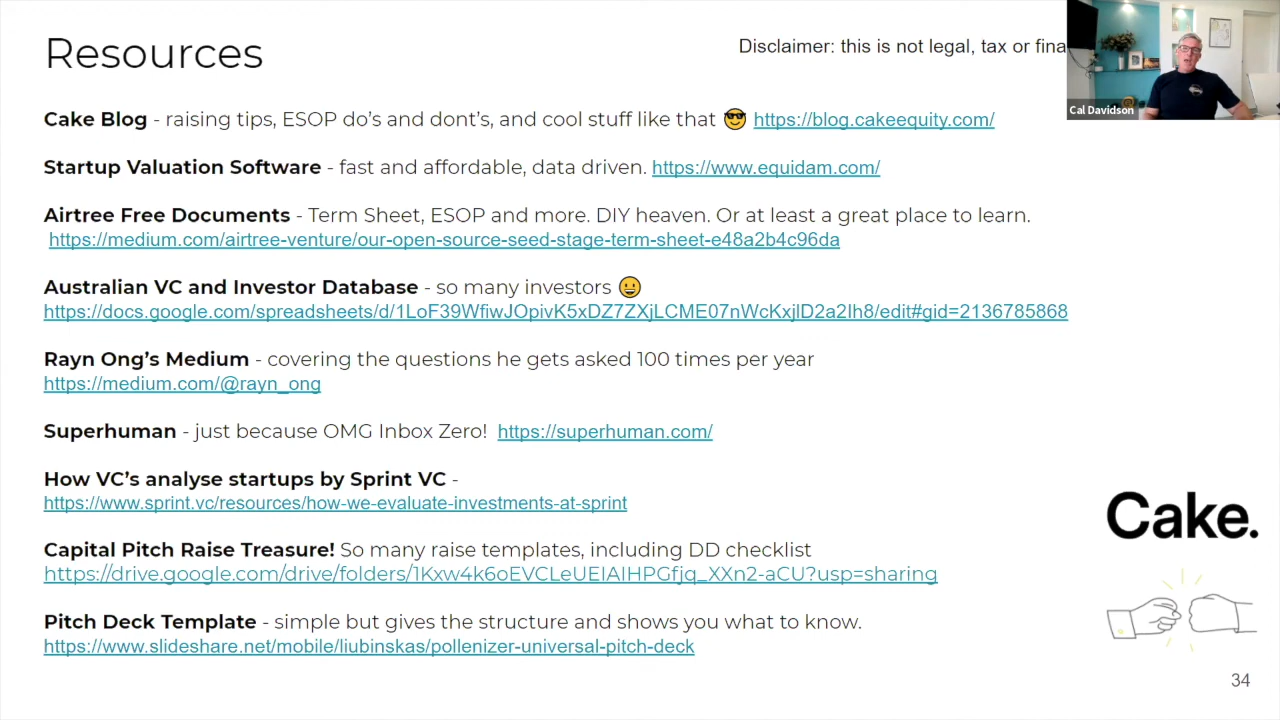 Resources
Disclaimer: this is not legal, tax or fina
Cal Davidson
Cake Blog - raising tips, ESOP do's and dont's, and cool stuff like that 😎 https://blog.cakeequity.com/
Startup Valuation Software - fast and affordable, data driven. https://www.equidam.com/
Airtree Free Documents - Term Sheet, ESOP and more. DIY heaven. Or at least a great place to learn.
https://medium.com/airtree-venture/our-open-source-seed-stage-term-sheet-e48a2b4c96da
Australian VC and Investor Database - so many investors 😀
https://docs.google.com/spreadsheets/d/1LoF39WfiwJOpivK5xDZ7ZXjLCME07nWcKxjlD2a2Ih8/edit#gid=2136785868
Rayn Ong's Medium - covering the questions he gets asked 100 times per year
https://medium.com/@rayn_ong
Superhuman - just because OMG Inbox Zero! https://superhuman.com/
How VC's analyse startups by Sprint VC -
https://www.sprint.vc/resources/how-we-evaluate-investments-at-sprint
Capital Pitch Raise Treasure! So many raise templates, including DD checklist
https://drive.google.com/drive/folders/1Kxw4k6oEVCLeUEIAIHPGfjq_XXn2-aCU?usp=sharing
Pitch Deck Template - simple but gives the structure and shows you what to know.
https://www.slideshare.net/mobile/liubinskas/pollenizer-universal-pitch-deck
Cake.
34